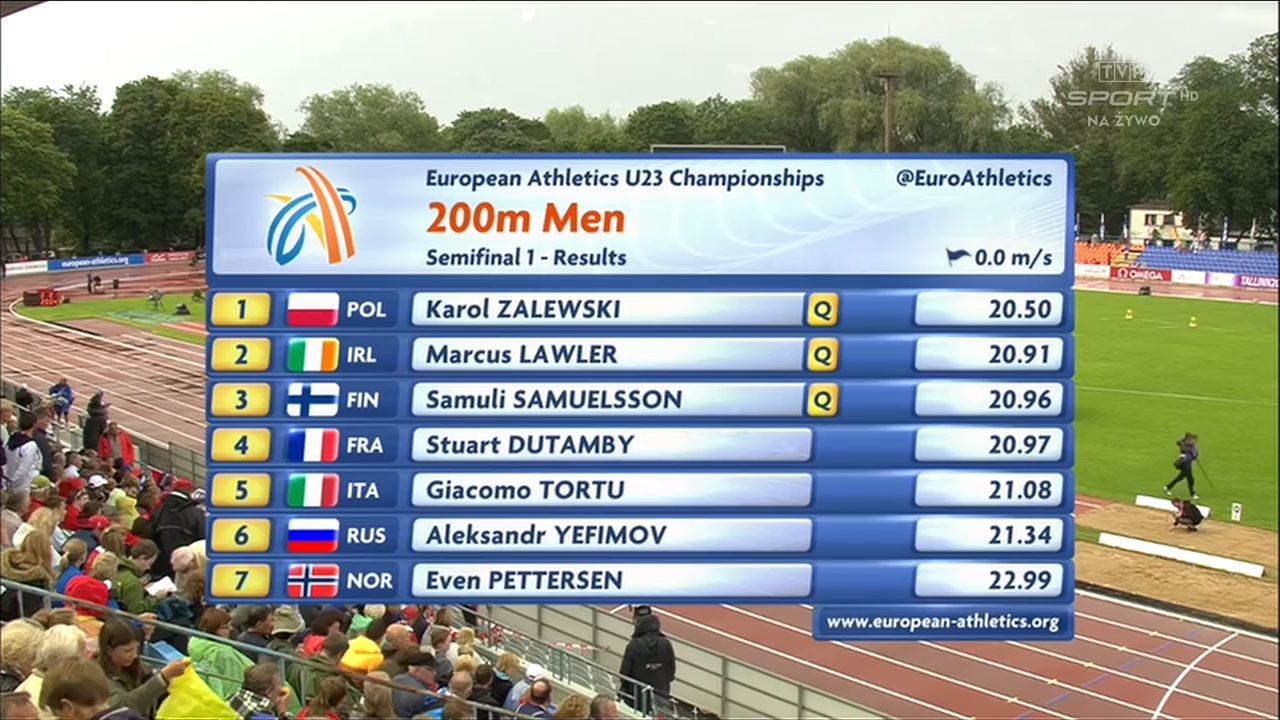 TVP
SPORT HD
NA ŻYWO
European Athletics U23 Championships
@EuroAthletics
200m Men
Semifinal 1 - Results
0.0 m/s
1 POL Karol ZALEWSKI Q 20.50
2 IRL Marcus LAWLER Q 20.91
3 FIN Samuli SAMUELSSON Q 20.96
4 FRA Stuart DUTAMBY 20.97
5 ITA Giacomo TORTU 21.08
6 RUS Aleksandr YEFIMOV 21.34
7 NOR Even PETTERSEN 22.99
www.european-athletics.org
european-athletics.org
OMEGA